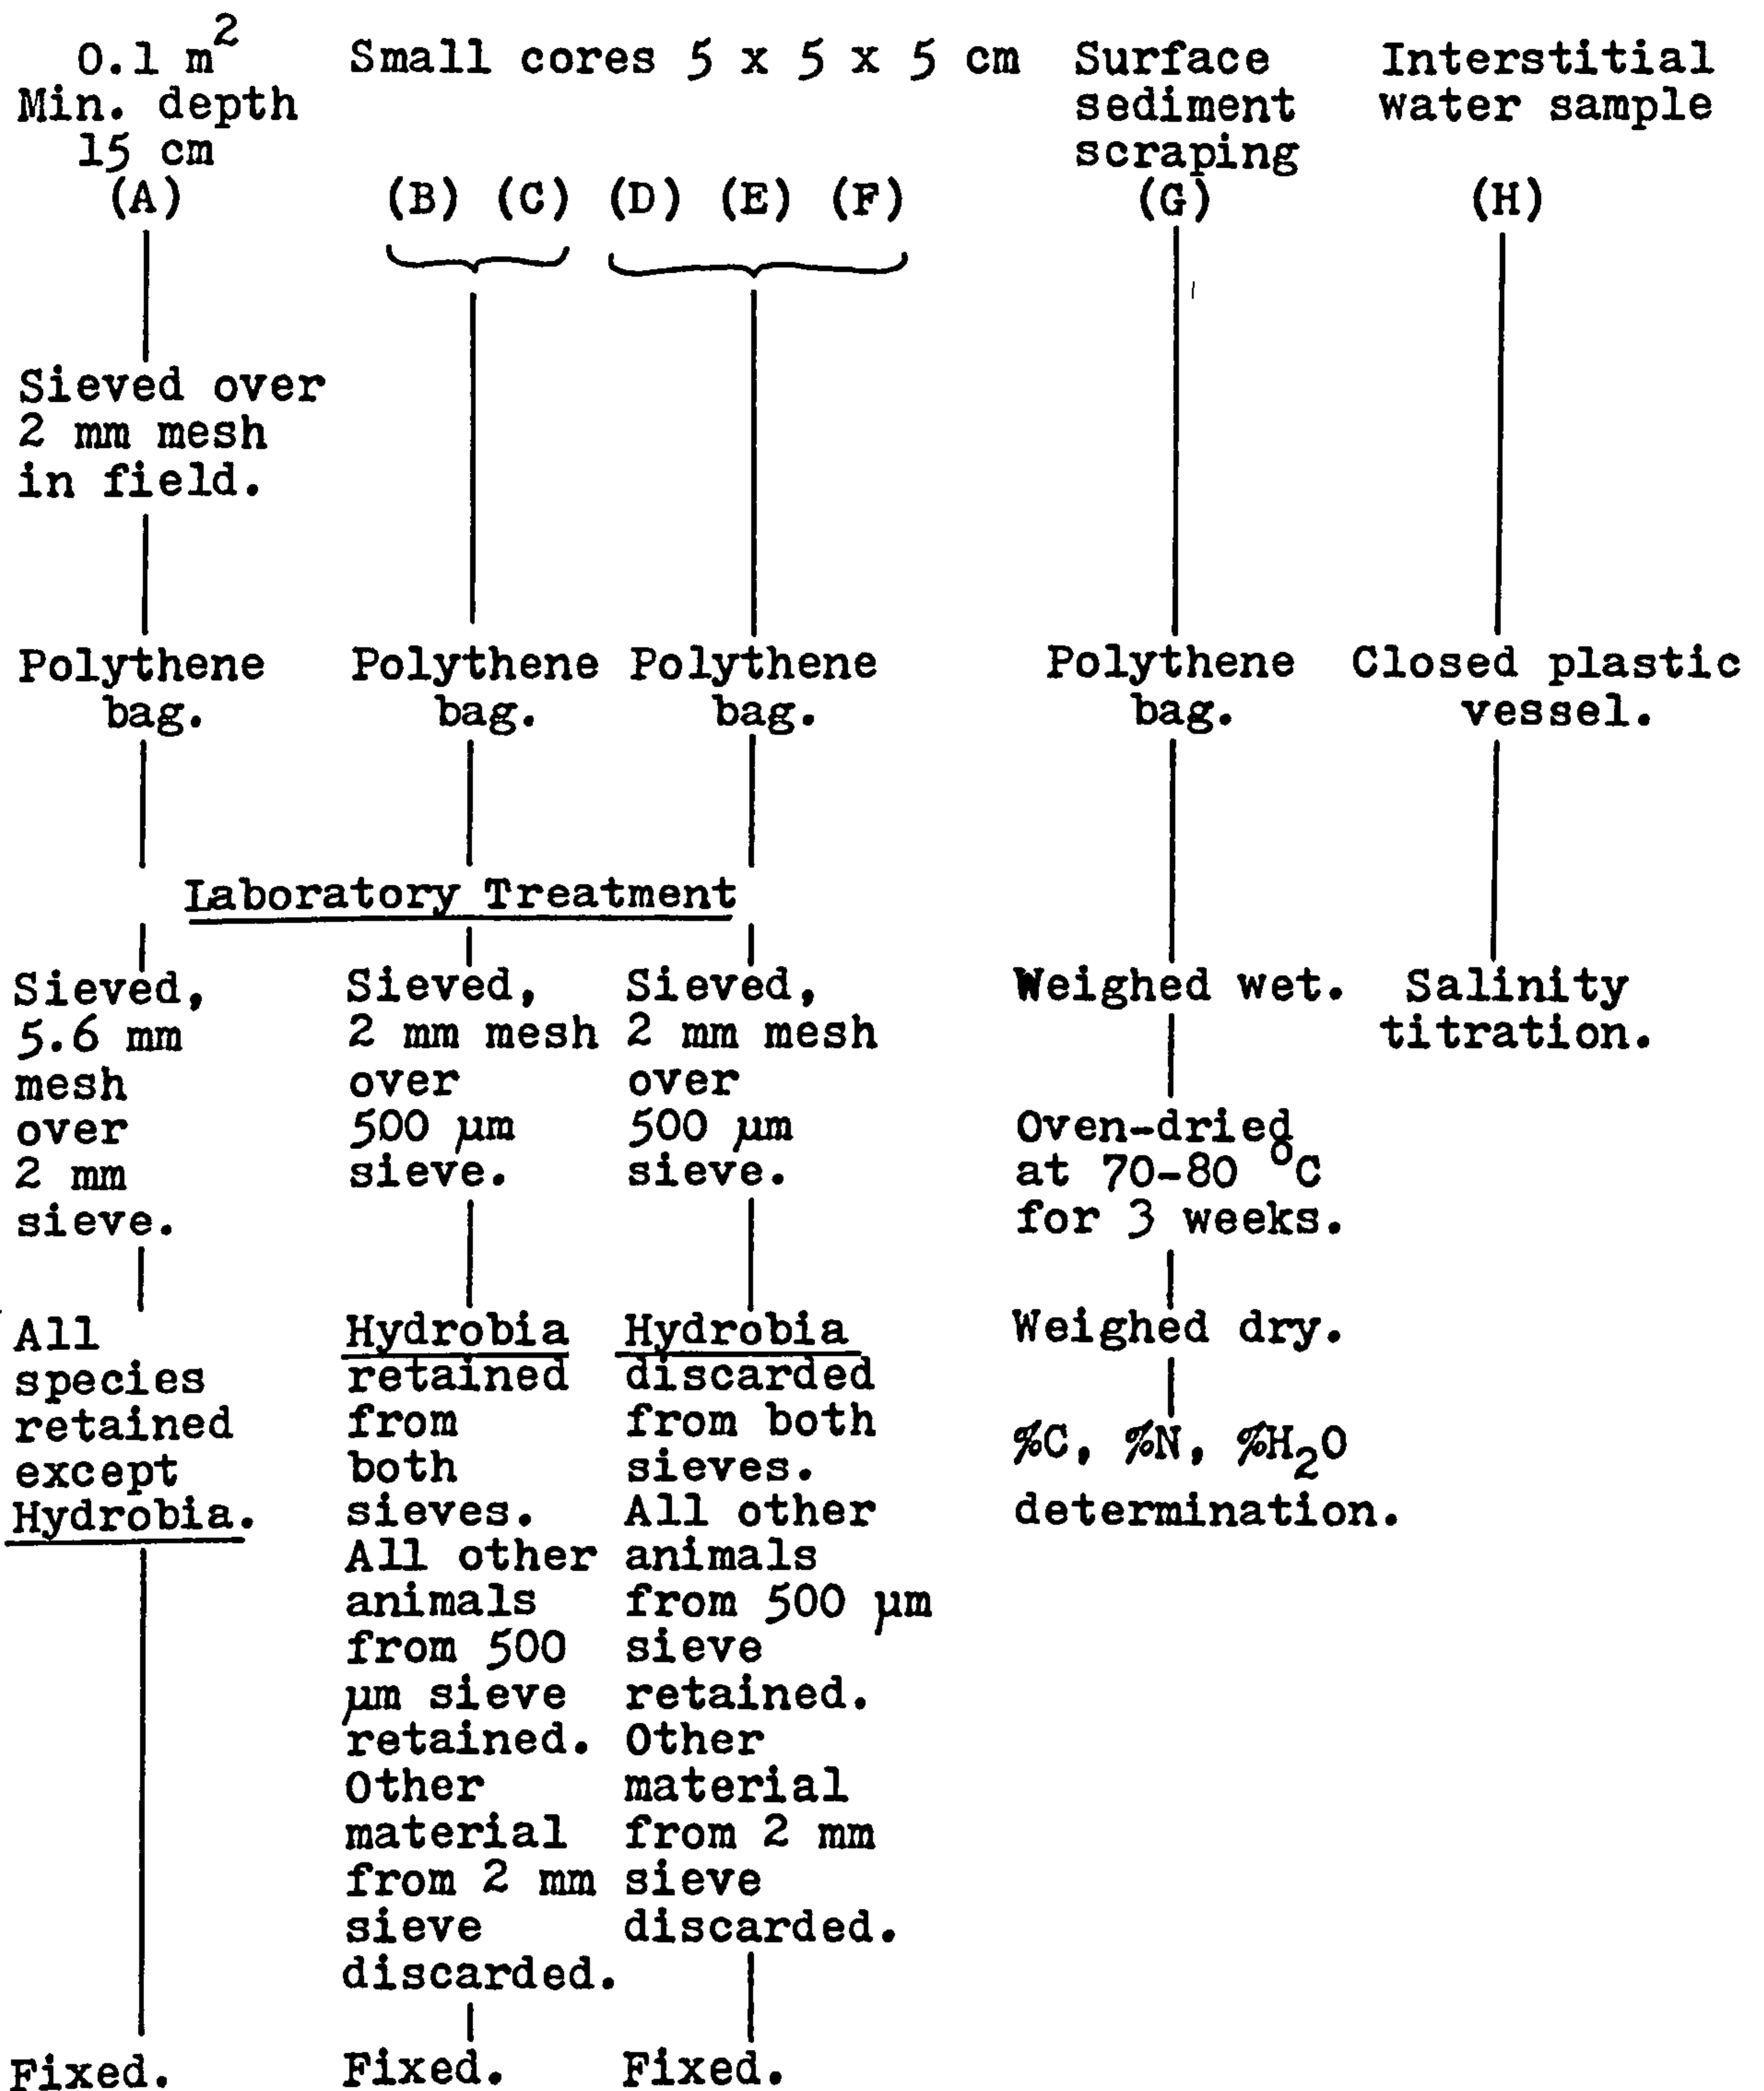 0.1 m²
Min. depth
15 cm
(A)
Small cores 5 x 5 x 5 cm
(B) (C) (D) (E) (F)
Surface
sediment
scraping
(G)
Interstitial
water sample
(H)
Sieved over
2 mm mesh
in field.
Polythene
bag.
Polythene
bag.
Polythene
bag.
Polythene
bag.
Closed plastic
vessel.
Laboratory Treatment
Sieved,
5.6 mm
mesh
over
2 mm
sieve.
All
species
retained
except
Hydrobia.
Fixed.
Sieved,
2 mm mesh
over
500 µm
sieve.
Hydrobia
retained
from
both
sieves.
All other
animals
from 500
µm sieve
retained.
Other
material
from 2 mm
sieve
discarded.
Fixed.
Sieved,
2 mm mesh
over
500 µm
sieve.
Hydrobia
discarded
from both
sieves.
All other
animals
from 500 µm
sieve
retained.
Other
material
from 2 mm
sieve
discarded.
Fixed.
Weighed wet.
Oven-dried
at 70-80 °C
for 3 weeks.
Weighed dry.
%C, %N, %H₂O
determination.
Salinity
titration.